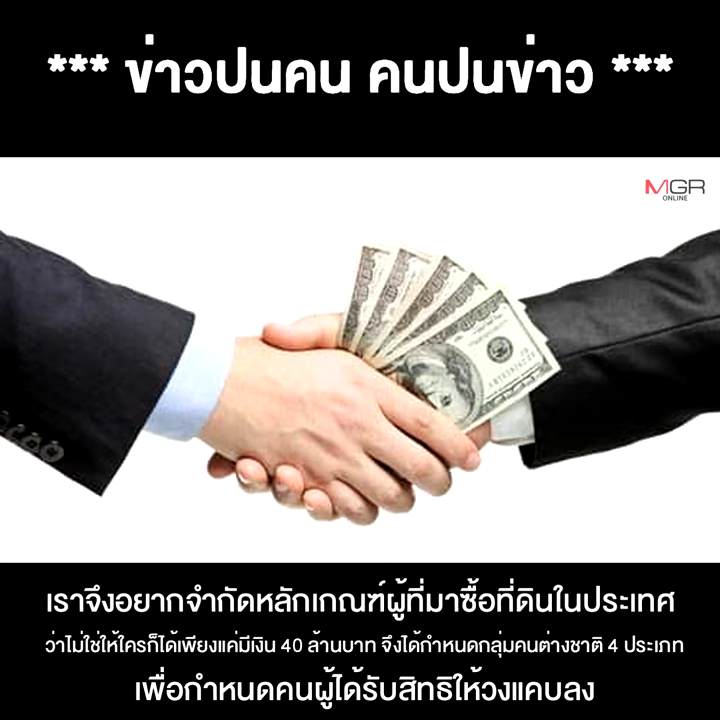 *** ข่าวปนคน คนปนข่าว ***
MGR
ONLINE
เราจึงอยากจำกัดหลักเกณฑ์ผู้ที่มาซื้อที่ดินในประเทศ
ว่าไม่ใช่ให้ใครก็ได้เพียงแค่มีเงิน 40 ล้านบาท จึงได้กำหนดกลุ่มคนต่างชาติ 4 ประเภท
เพื่อกำหนดคนผู้ได้รับสิทธิให้วงแคบลง